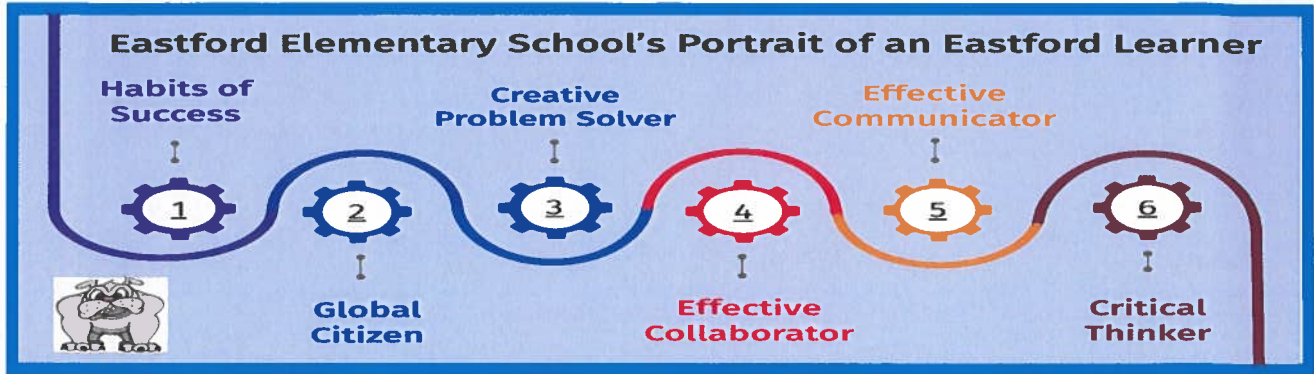 Eastford Elementary School's Portrait of an Eastford Learner
Habits of
Success
1
Global
Citizen
2
Creative
Problem Solver
3
Effective
Collaborator
4
Effective
Communicator
5
Critical
Thinker
6